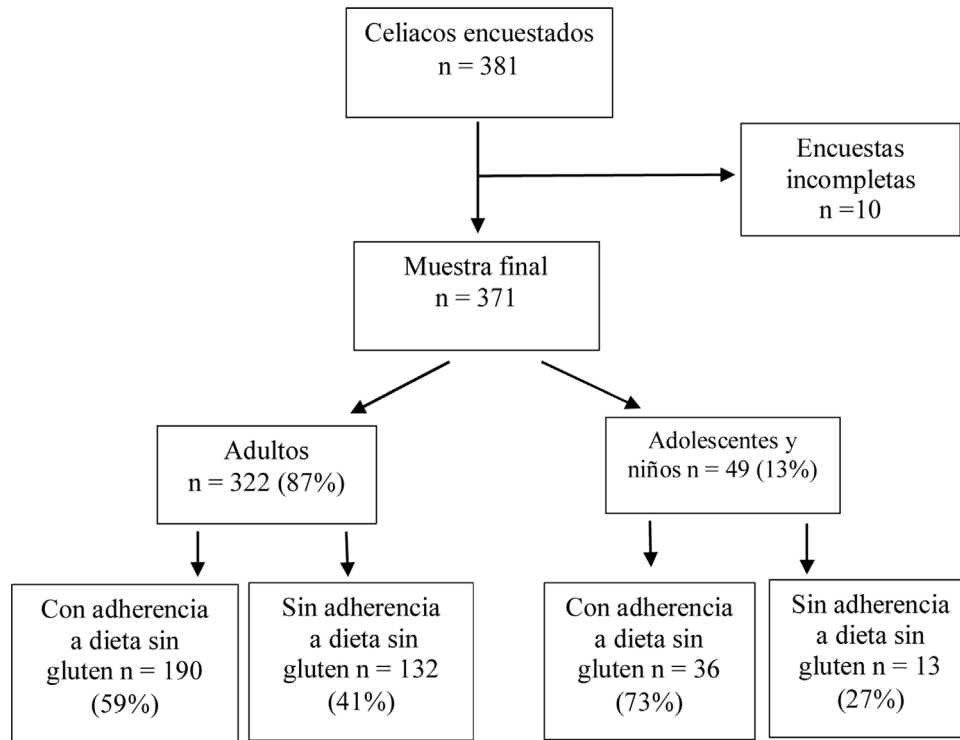 Celiacos encuestados
n = 381
Encuestas
incompletas
n =10
Muestra final
n = 371
Adultos
n = 322 (87%)
Adolescentes y
niños n = 49 (13%)
Con adherencia
a dieta sin
gluten n = 190
(59%)
Sin adherencia
a dieta sin
gluten n = 132
(41%)
Con adherencia
a dieta sin
gluten n = 36
(73%)
Sin adherencia
a dieta sin
gluten n = 13
(27%)